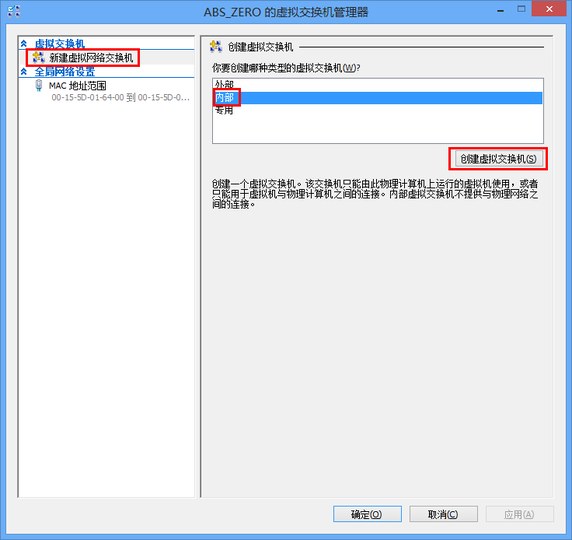 ABS_ZERO 的虚拟交换机管理器
虚拟交换机
新建虚拟网络交换机
全局网络设置
MAC 地址范围
00-15-5D-01-64-00 到 00-15-5D-0...
创建虚拟交换机
你要创建哪种类型的虚拟交换机(W)?
外部
内部
专用
创建虚拟交换机(S)
创建一个虚拟交换机。该交换机只能由此物理计算机上运行的虚拟机使用，或者
只能用于虚拟机与物理计算机之间的连接。内部虚拟交换机不提供与物理网络之
间的连接。
确定(O)
取消(C)
应用(A)